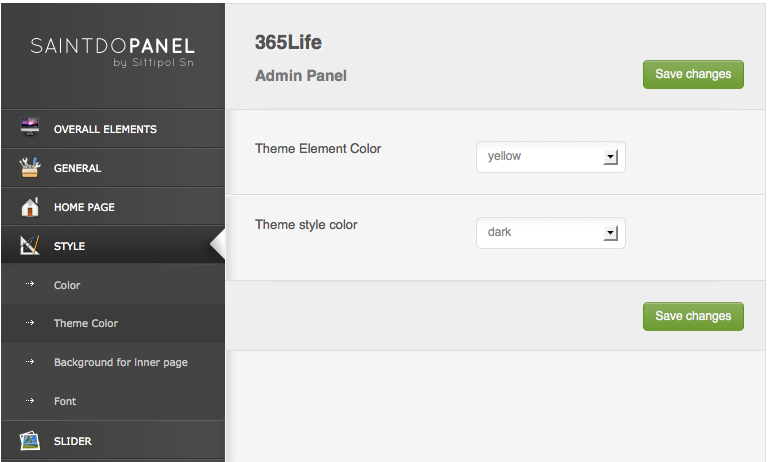 SAINTDOPANEL
by Sittipol Sn
OVERALL ELEMENTS
GENERAL
HOME PAGE
STYLE
Color
Theme Color
Background for inner page
Font
SLIDER
365Life
Admin Panel
Save changes
Theme Element Color
yellow
Theme style color
dark
Save changes